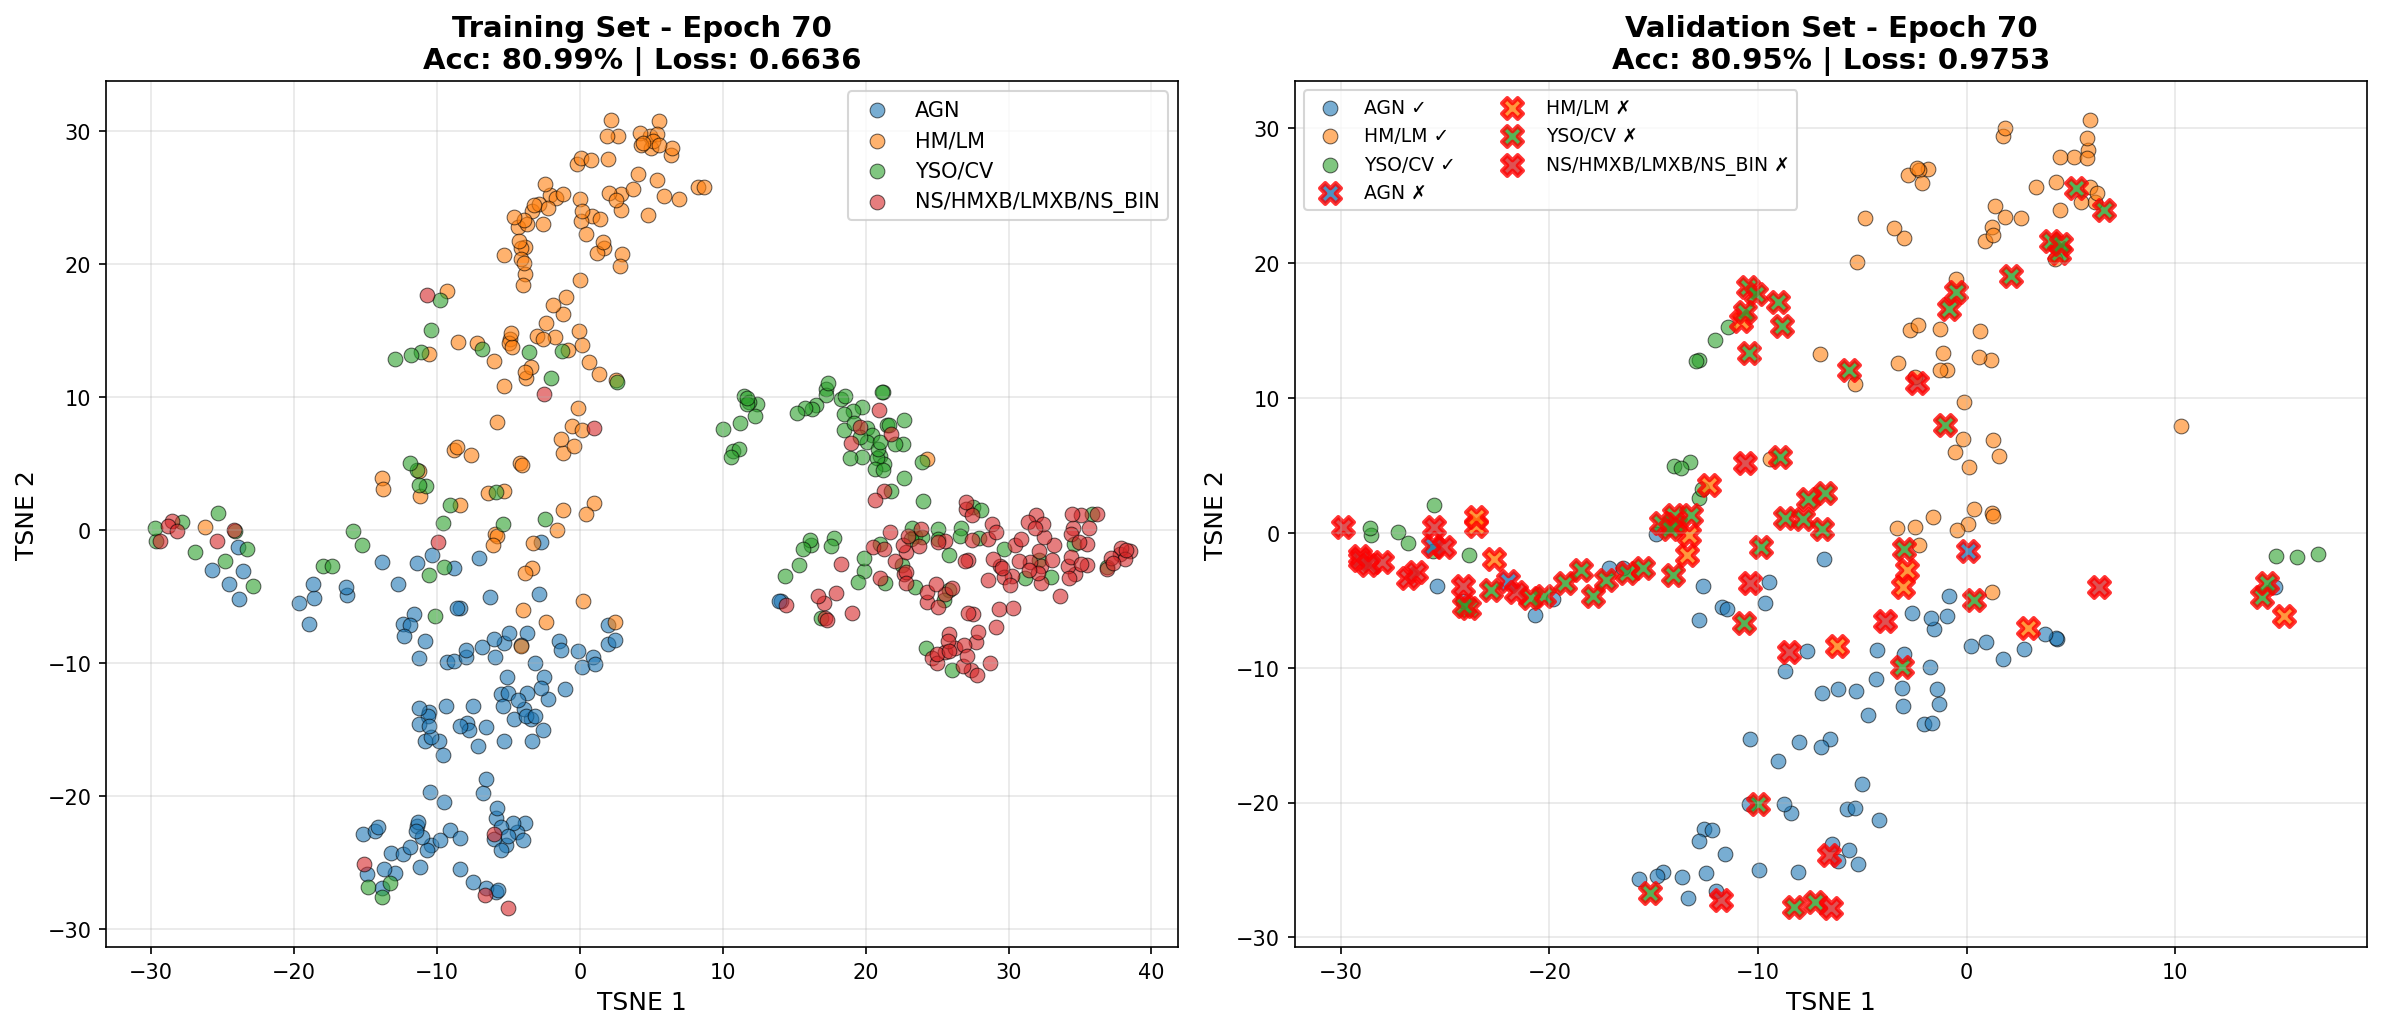 Training Set - Epoch 70
Acc: 80.99% | Loss: 0.6636
AGN
HM/LM
YSO/CV
NS/HMXB/LMXB/NS_BIN
30
20
10
0
−10
−20
−30
TSNE 2
−30
−20
−10
0
10
20
30
40
TSNE 1
Validation Set - Epoch 70
Acc: 80.95% | Loss: 0.9753
AGN ✓
HM/LM ✓
YSO/CV ✓
AGN ✗
HM/LM ✗
YSO/CV ✗
NS/HMXB/LMXB/NS_BIN ✗
30
20
10
0
−10
−20
−30
TSNE 2
−30
−20
−10
0
10
TSNE 1